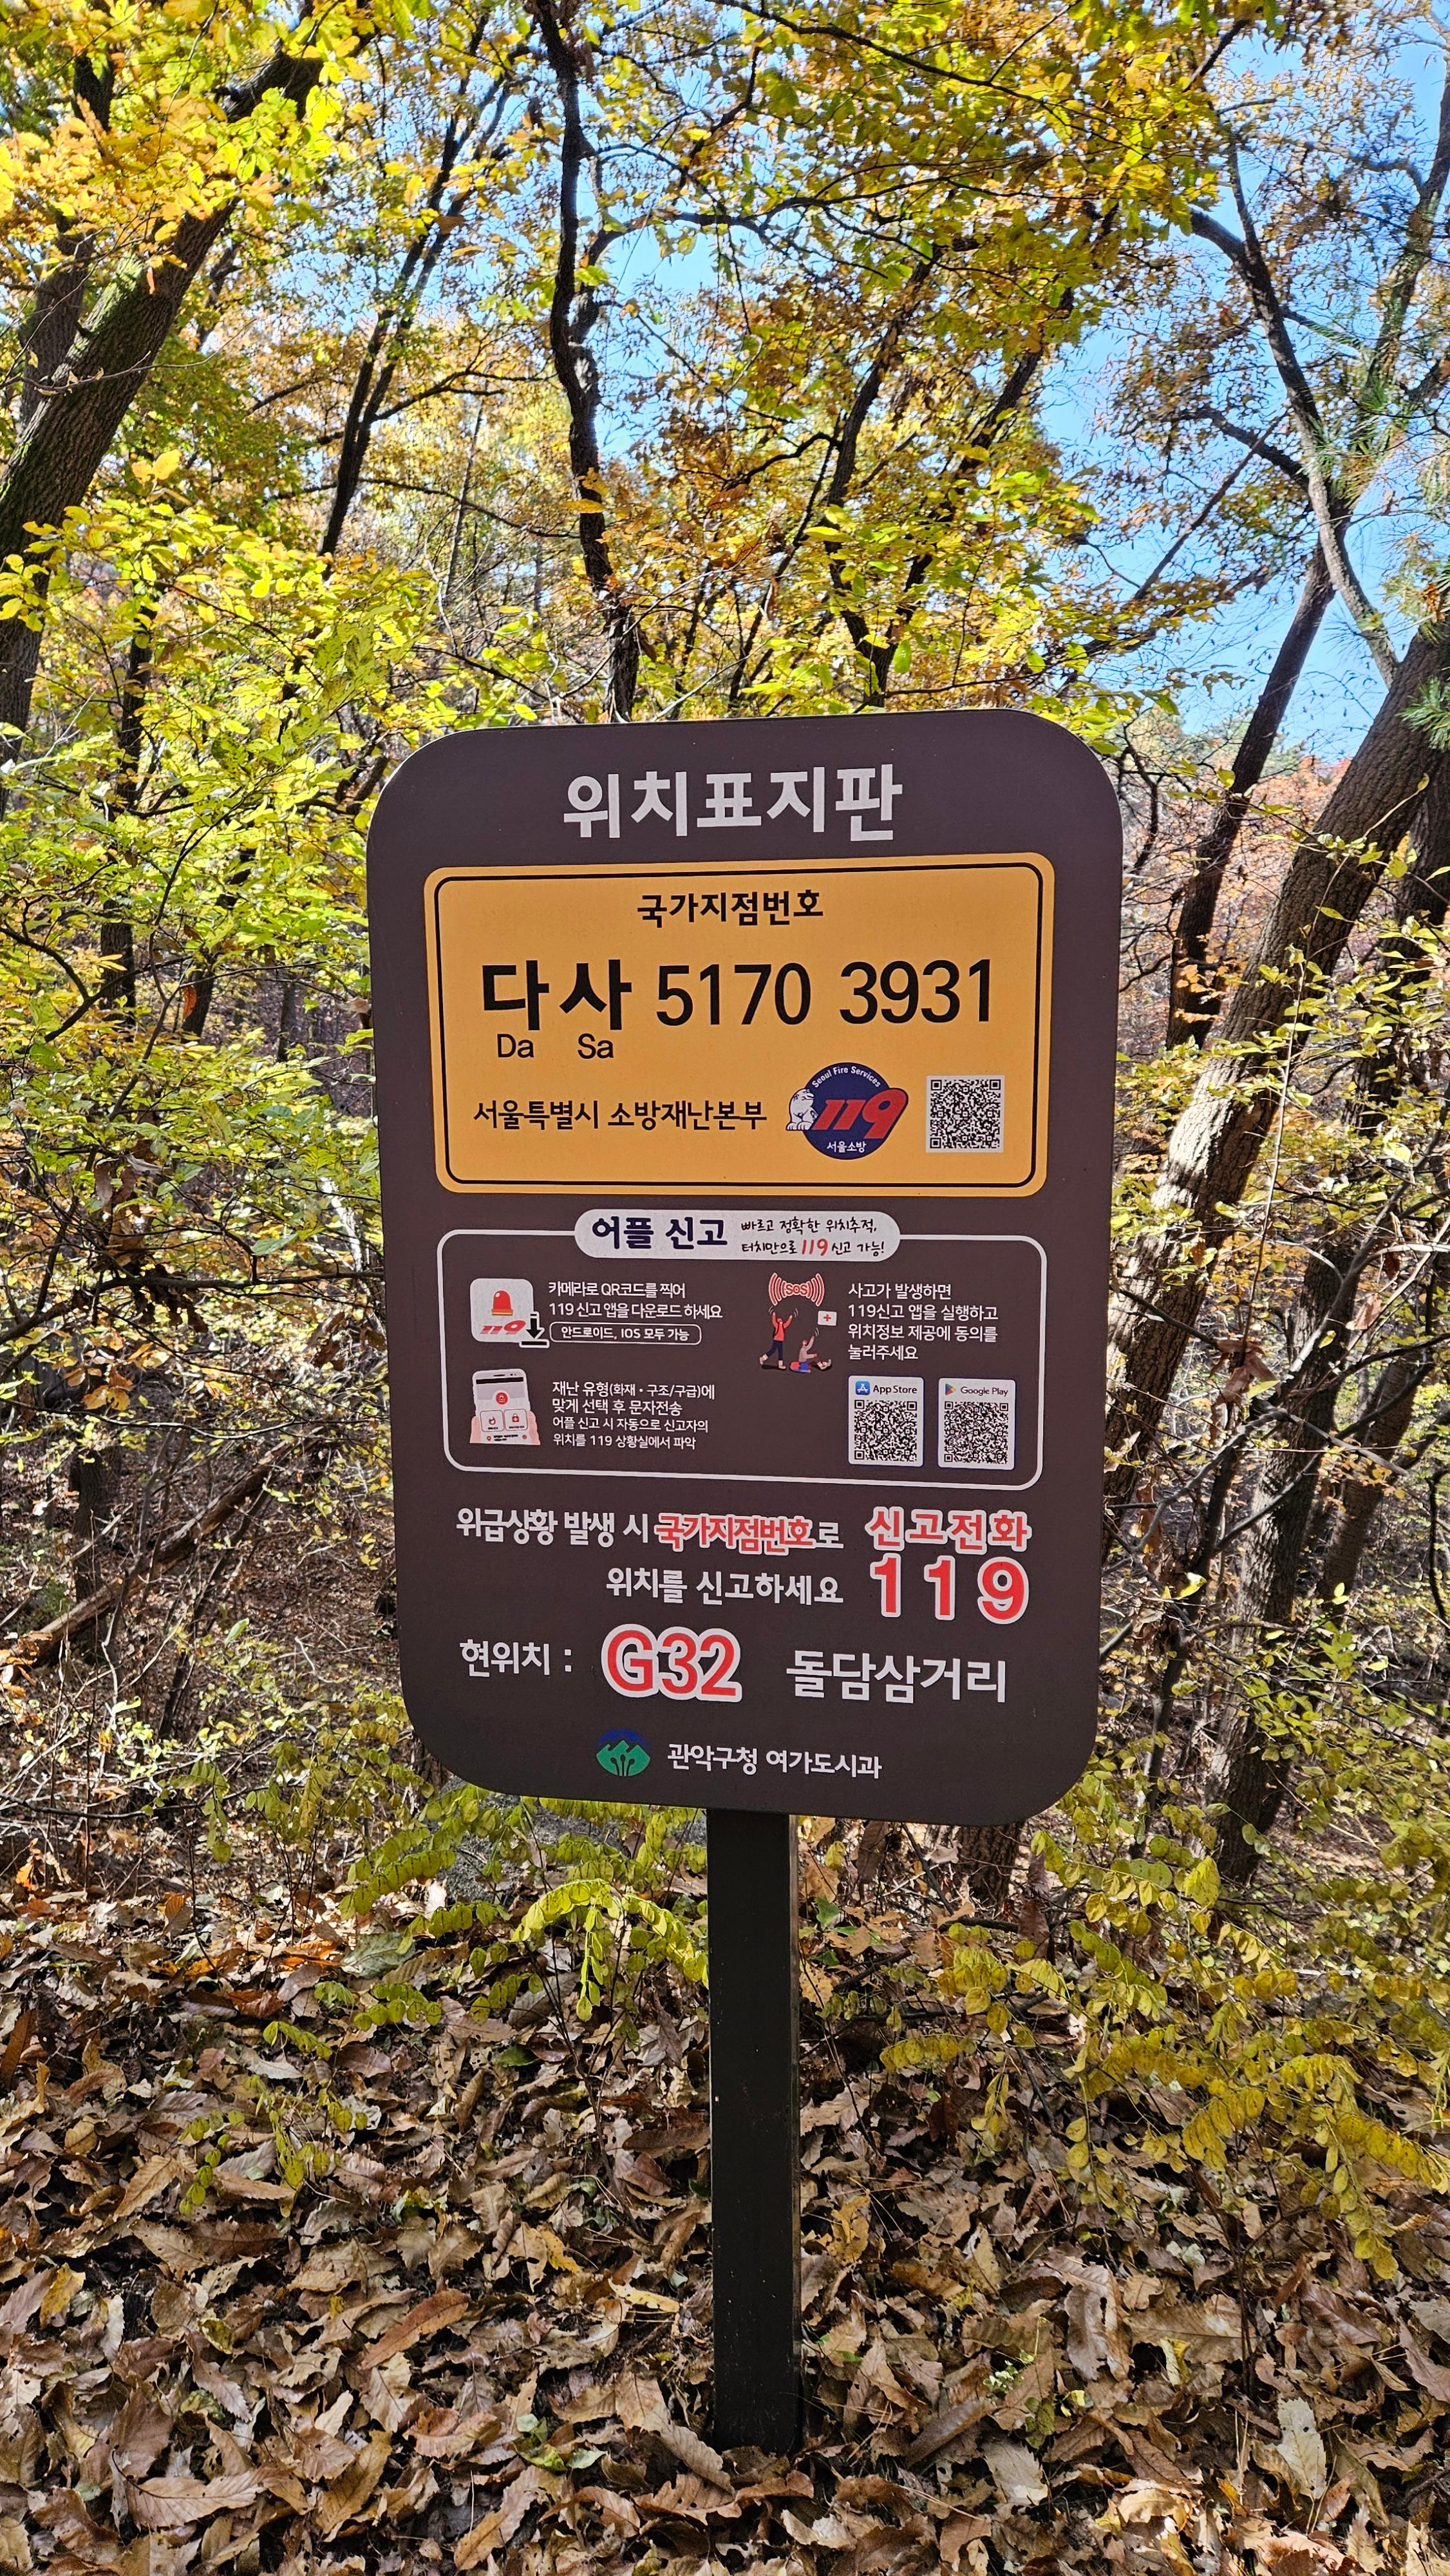 위치표지판
국가지점번호
다사 5170 3931
Da Sa
서울특별시 소방재난본부
Seoul Fire Services
119
서울소방
어플 신고
빠르고 정확한 위치추적,
터치만으로 119 신고 가능!
카메라로 QR코드를 찍어
119 신고 앱을 다운로드 하세요
안드로이드, IOS 모두 가능
119
SOS
사고가 발생하면
119신고 앱을 실행하고
위치정보 제공에 동의를
눌러주세요
재난 유형(화재・구조/구급)에
맞게 선택 후 문자전송
어플 신고 시 자동으로 신고자의
위치를 119 상황실에서 파악
App Store
Google Play
위급상황 발생 시 국가지점번호로
위치를 신고하세요
신고전화
119
현위치 : G32 돌담삼거리
관악구청 여가도시과